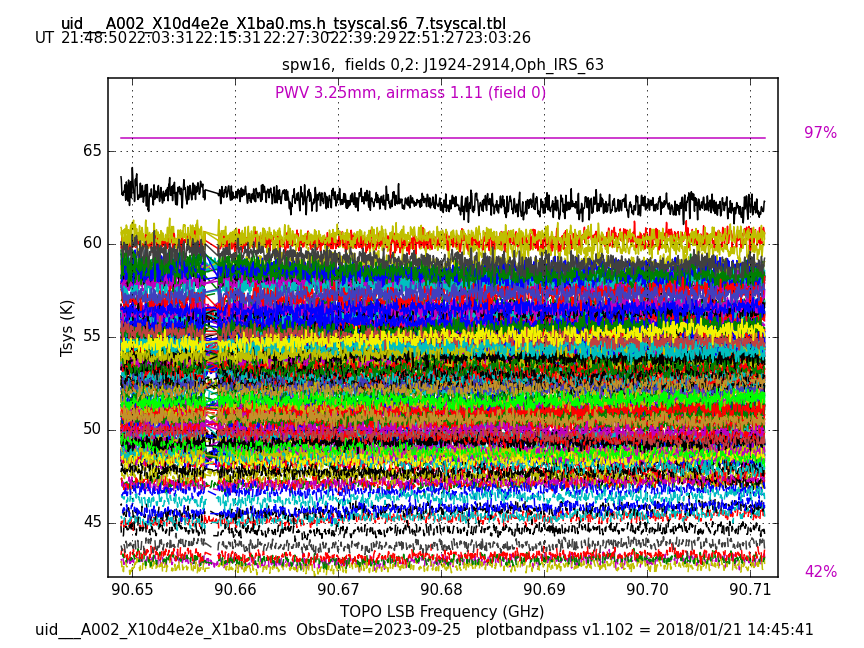 uid___A002_X10d4e2e_X1ba0.ms.h_tsyscal.s6_7.tsyscal.tbl
UT 21:48:50 22:03:31 22:15:31 22:27:30 22:39:29 22:51:27 23:03:26
spw16,  fields 0,2: J1924-2914,Oph_IRS_63
PWV 3.25mm, airmass 1.11 (field 0)
97%
65
60
55
50
45
Tsys (K)
42%
90.65 90.66 90.67 90.68 90.69 90.70 90.71
TOPO LSB Frequency (GHz)
uid___A002_X10d4e2e_X1ba0.ms  ObsDate=2023-09-25   plotbandpass v1.102 = 2018/01/21 14:45:41